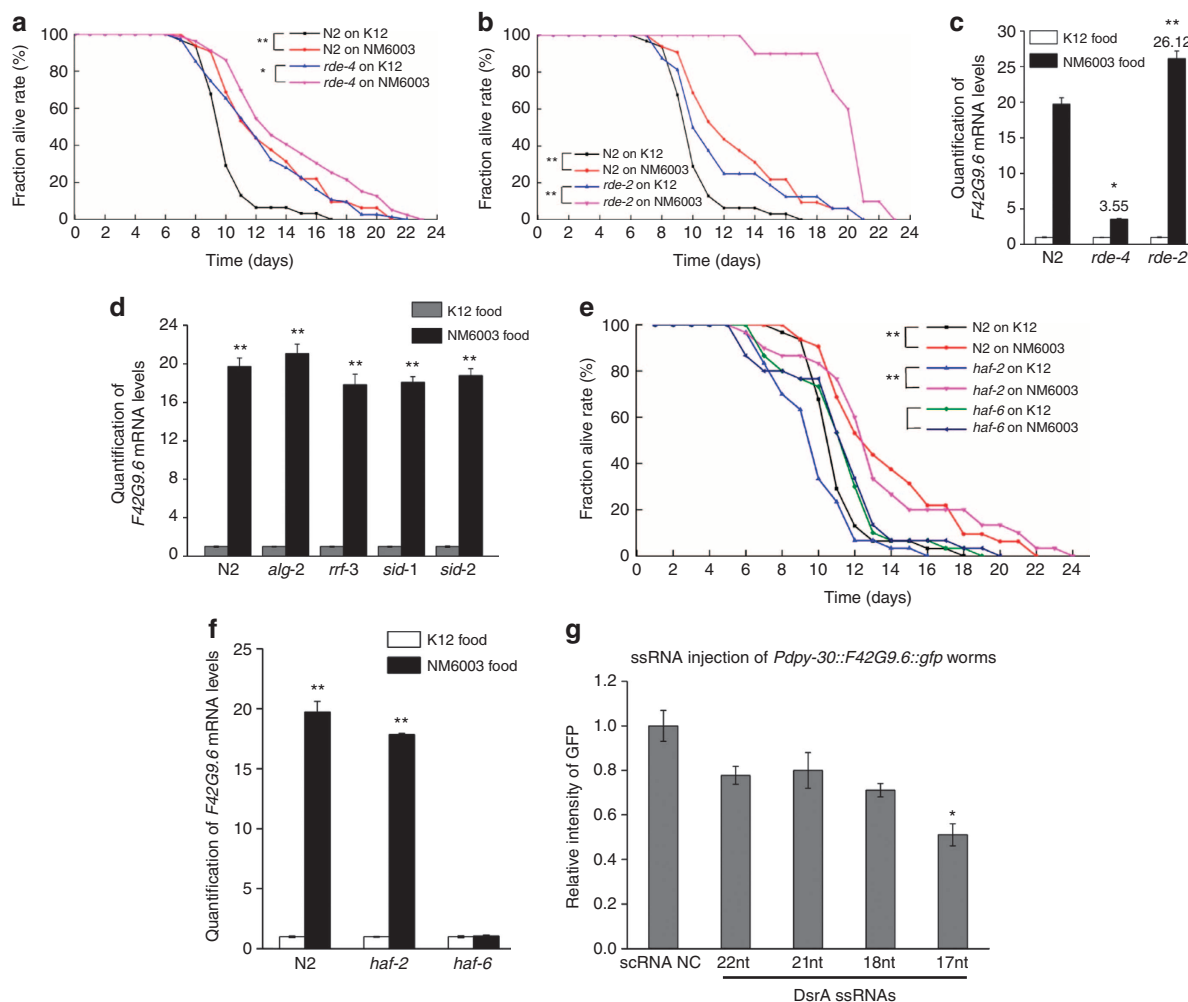 a
Fraction alive rate (%)
100
80
60
40
20
0
0 2 4 6 8 10 12 14 16 18 20 22 24
Time (days)
** N2 on K12
N2 on NM6003
* rde-4 on K12
rde-4 on NM6003
b
Fraction alive rate (%)
100
80
60
40
20
0
0 2 4 6 8 10 12 14 16 18 20 22 24
Time (days)
** N2 on K12
N2 on NM6003
** rde-2 on K12
rde-2 on NM6003
c
Quantification of
F42G9.6 mRNA levels
30
25
20
15
10
5
0
K12 food
NM6003 food
*
3.55
**
26.12
N2 rde-4 rde-2
d
Quantification of
F42G9.6 mRNA levels
24
20
16
12
8
4
0
K12 food
NM6003 food
** ** ** ** **
N2 alg-2 rrf-3 sid-1 sid-2
e
Fraction alive rate (%)
100
80
60
40
20
0
0 2 4 6 8 10 12 14 16 18 20 22 24
Time (days)
** N2 on K12
N2 on NM6003
** haf-2 on K12
haf-2 on NM6003
haf-6 on K12
haf-6 on NM6003
f
Quantification of F42G9.6 mRNA levels
25
20
15
10
5
0
K12 food
NM6003 food
** **
N2 haf-2 haf-6
g
ssRNA injection of Pdpy-30::F42G9.6::gfp worms
Relative intensity of GFP
1.2
1.0
0.8
0.6
0.4
0.2
0.0
*
scRNA NC 22nt 21nt 18nt 17nt
DsrA ssRNAs